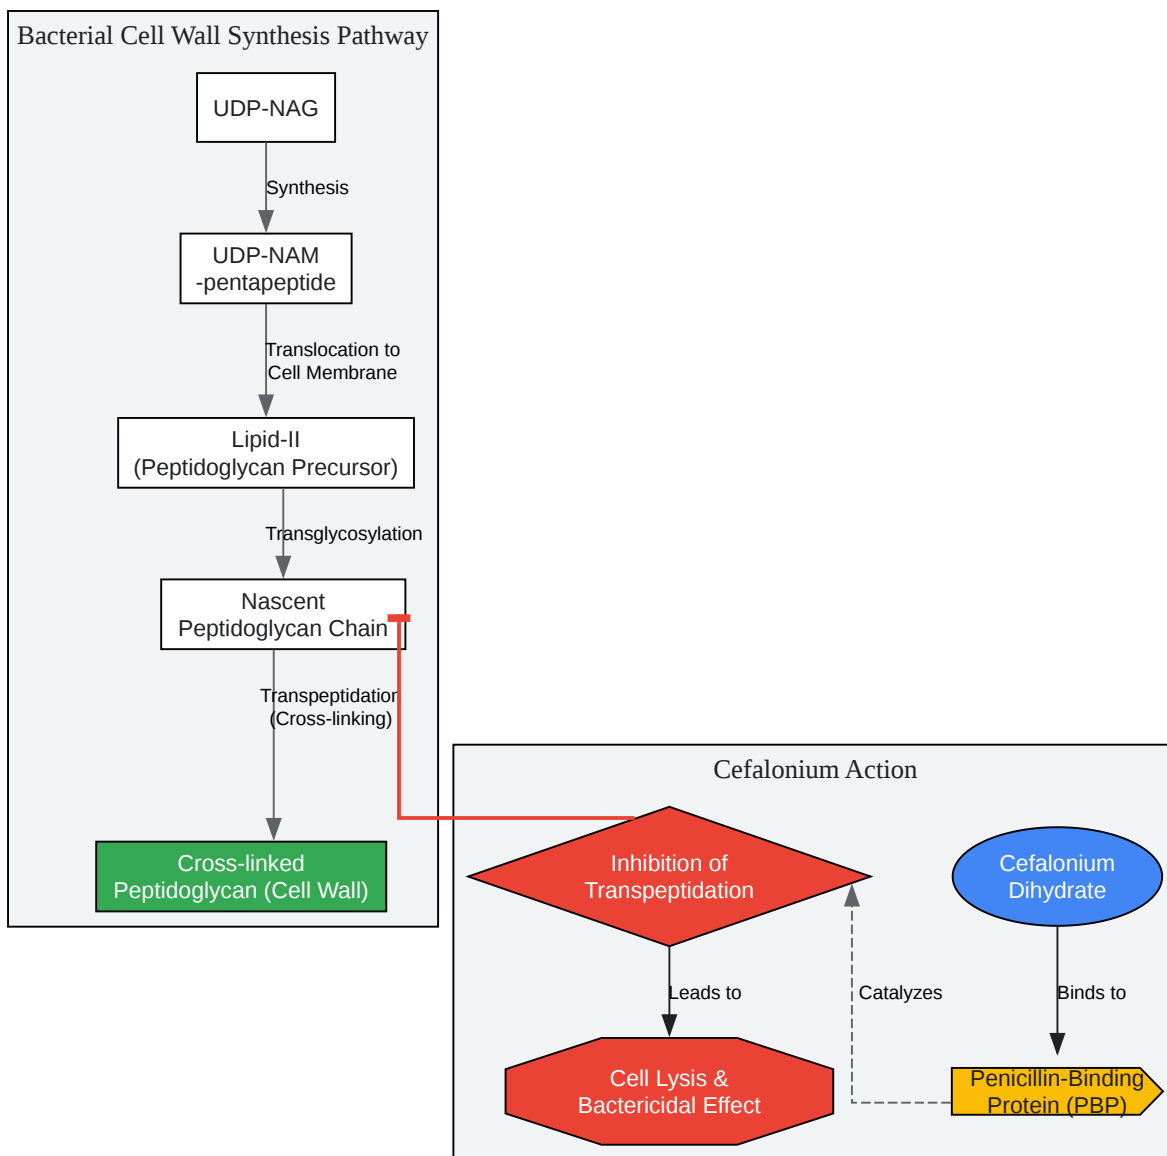 Bacterial Cell Wall Synthesis Pathway
UDP-NAG
Synthesis
UDP-NAM
-pentapeptide
Translocation to
Cell Membrane
Lipid-II
(Peptidoglycan Precursor)
Transglycosylation
Nascent
Peptidoglycan Chain
Transpeptidation
(Cross-linking)
Cross-linked
Peptidoglycan (Cell Wall)
Cefalonium Action
Inhibition of
Transpeptidation
Cefalonium
Dihydrate
Leads to
Catalyzes
Binds to
Cell Lysis &
Bactericidal Effect
Penicillin-Binding
Protein (PBP)